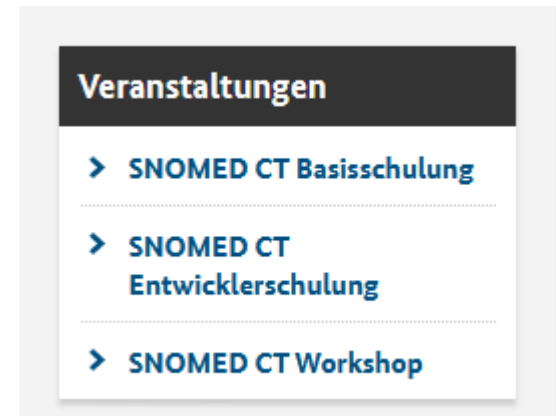 Veranstaltungen
SNOMED CT Basisschulung
SNOMED CT
Entwicklerschulung
SNOMED CT Workshop